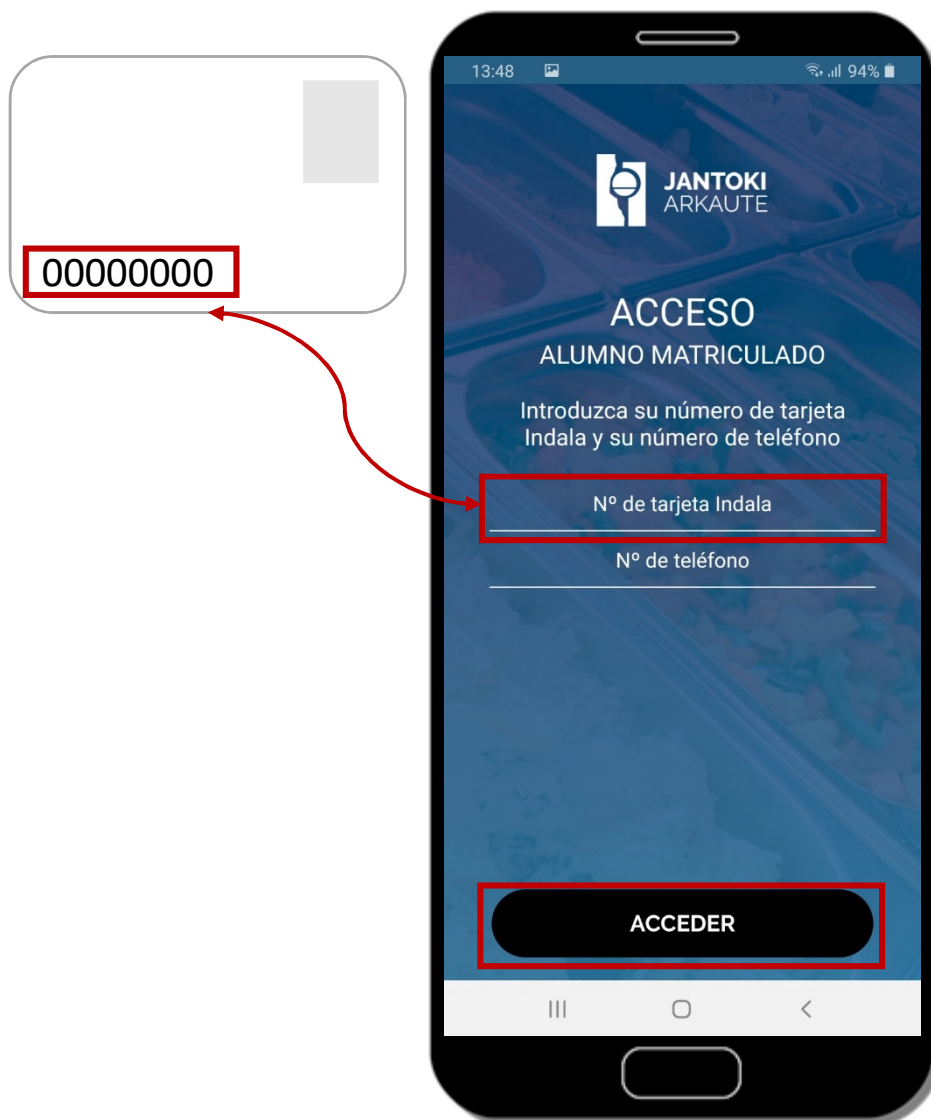 00000000
13:48
94%
JANTOKI
ARKAUTE
ACCESO
ALUMNO MATRICULADO
Introduzca su número de tarjeta
Indala y su número de teléfono
Nº de tarjeta Indala
Nº de teléfono
ACCEDER